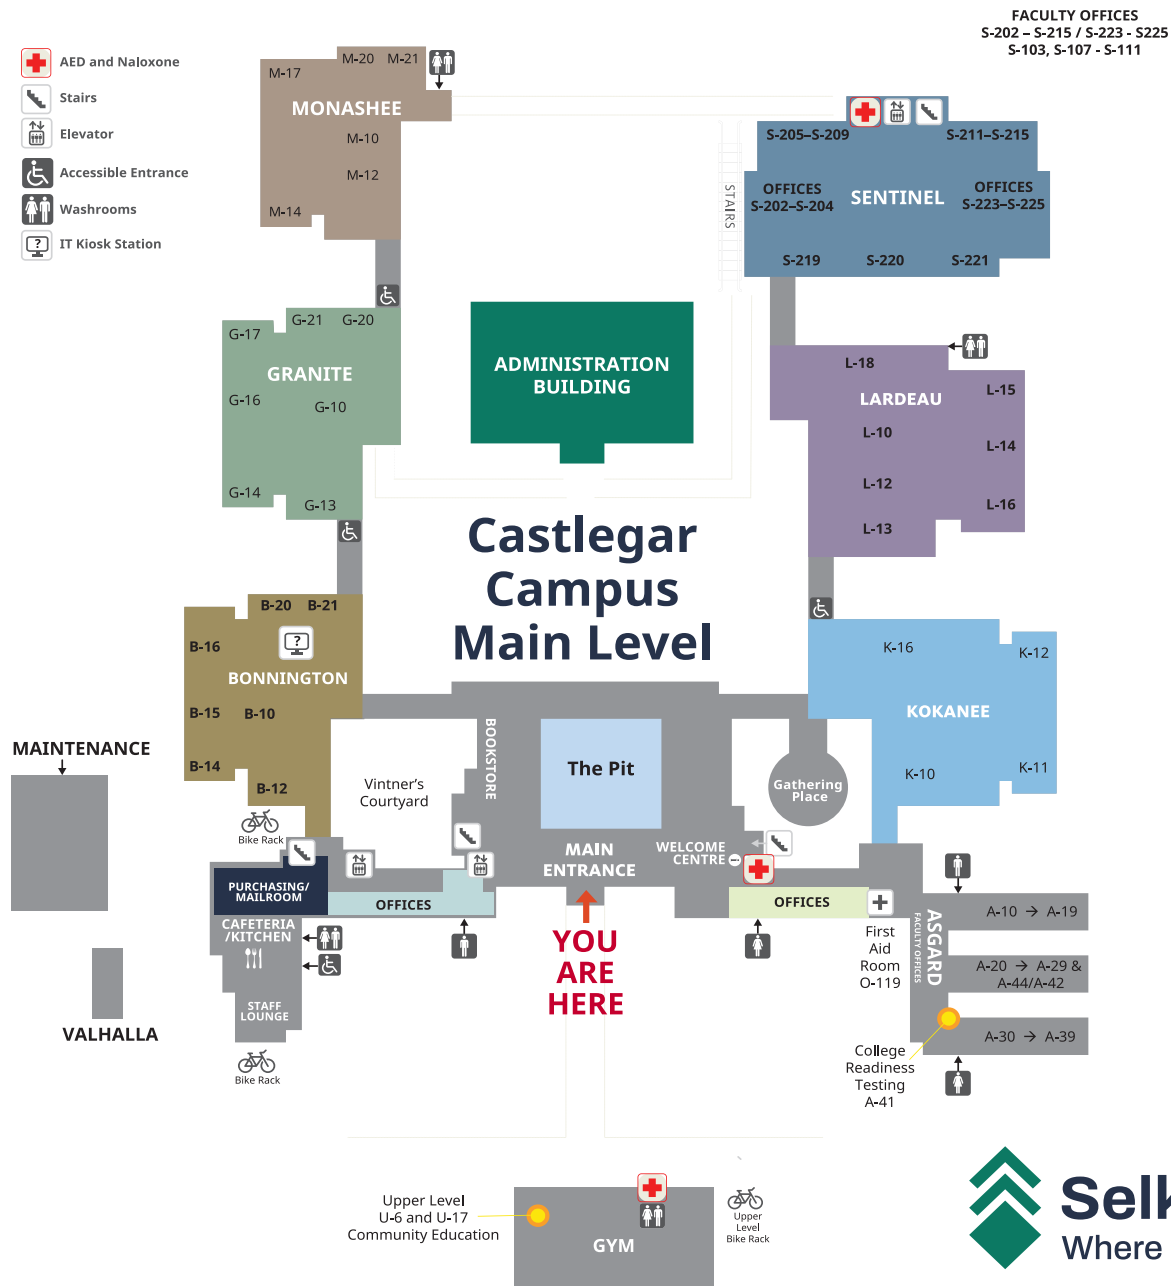 FACULTY OFFICES
S-202 – S-215 / S-223 - S225
S-103, S-107 - S-111
AED and Naloxone
Stairs
Elevator
Accessible Entrance
Washrooms
? IT Kiosk Station
M-20 M-21
M-17
MONASHEE
M-10
M-12
M-14
S-205–S-209 S-211–S-215
STAIRS
OFFICES
S-202–S-204
SENTINEL
OFFICES
S-223–S-225
S-219 S-220 S-221
G-21 G-20
G-17
GRANITE
G-16
G-10
G-14
G-13
ADMINISTRATION
BUILDING
L-18
L-15
LARDEAU
L-10
L-14
L-12
L-16
L-13
Castlegar
Campus
Main Level
B-20 B-21
?
B-16
BONNINGTON
B-15 B-10
B-14
B-12
Bike Rack
K-16
K-12
KOKANEE
K-10
K-11
MAINTENANCE
VALHALLA
Vintner's
Courtyard
BOOKSTORE
The Pit
Gathering
Place
MAIN
ENTRANCE
WELCOME
CENTRE
PURCHASING/
MAILROOM
OFFICES
OFFICES
CAFETERIA
/KITCHEN
STAFF
LOUNGE
Bike Rack
YOU
ARE
HERE
First
Aid
Room
O-119
ASGARD
FACULTY OFFICES
A-10 → A-19
A-20 → A-29 &
A-44/A-42
A-30 → A-39
College
Readiness
Testing
A-41
Upper Level
U-6 and U-17
Community Education
GYM
Upper
Level
Bike Rack
Selk
Where